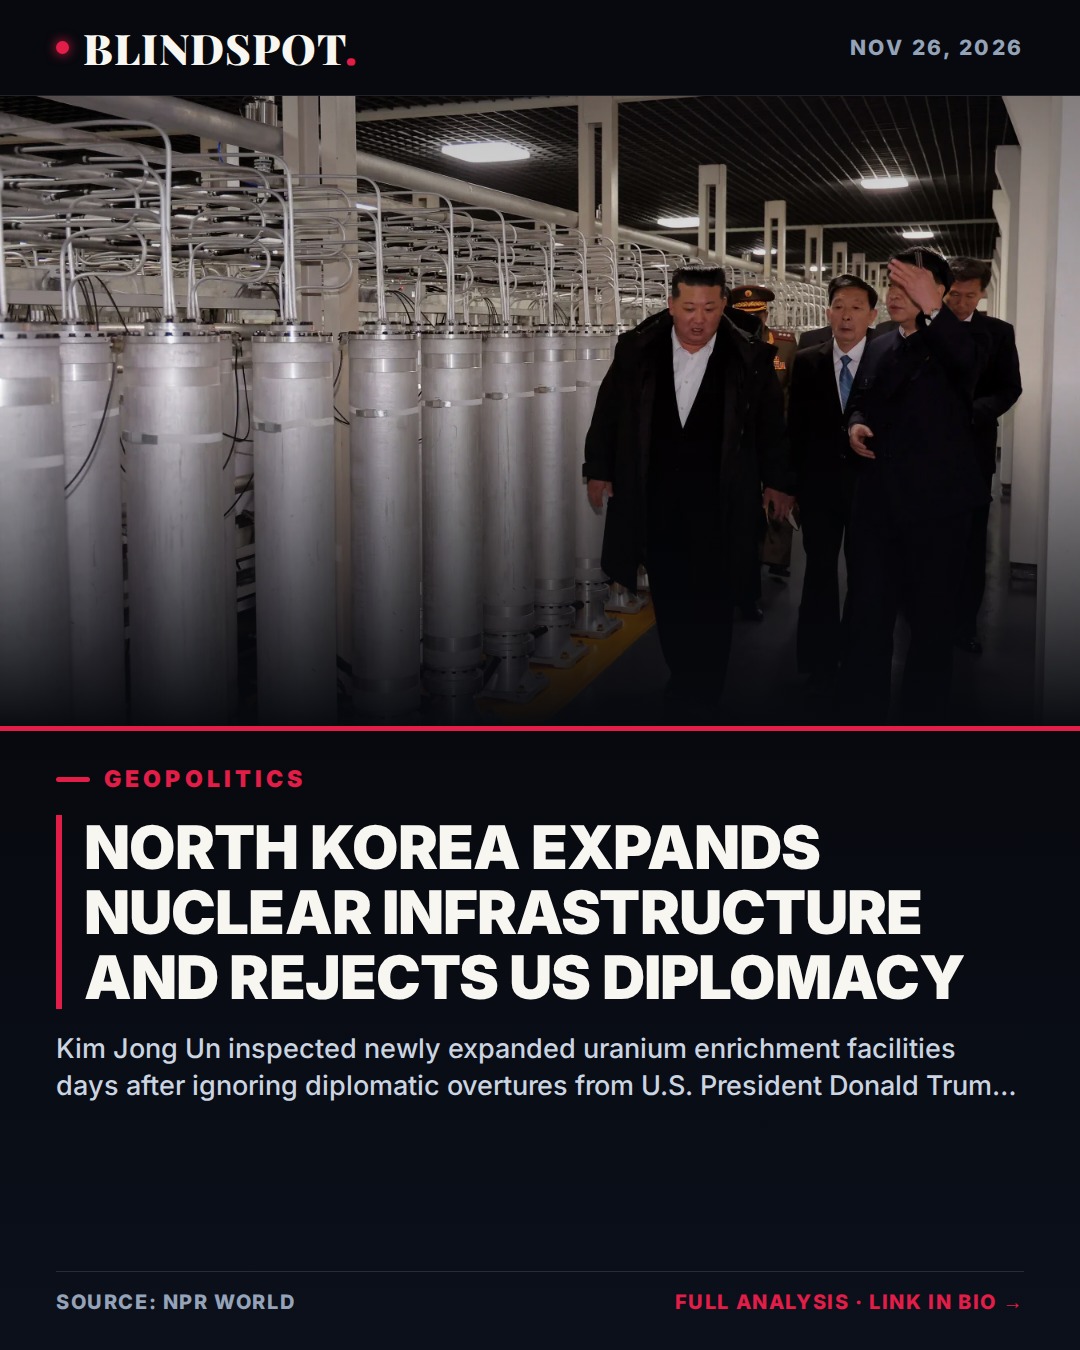 BLINDSPOT.
NOV 26, 2026
GEOPOLITICS
NORTH KOREA EXPANDS
NUCLEAR INFRASTRUCTURE
AND REJECTS US DIPLOMACY
Kim Jong Un inspected newly expanded uranium enrichment facilities
days after ignoring diplomatic overtures from U.S. President Donald Trum...
SOURCE: NPR WORLD
FULL ANALYSIS · LINK IN BIO →